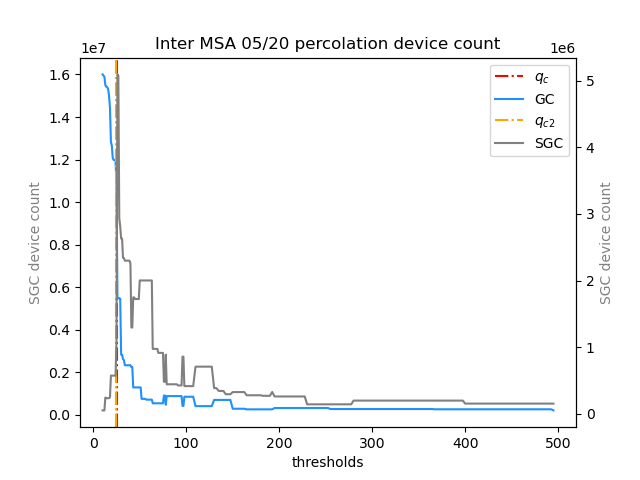 Inter MSA 05/20 percolation device count
1e7
1e6
1.6
1.4
1.2
1.0
0.8
0.6
0.4
0.2
0.0
SGC device count
5
4
3
2
1
0
SGC device count
q_c
GC
q_{c2}
SGC
0
100
200
300
400
500
thresholds